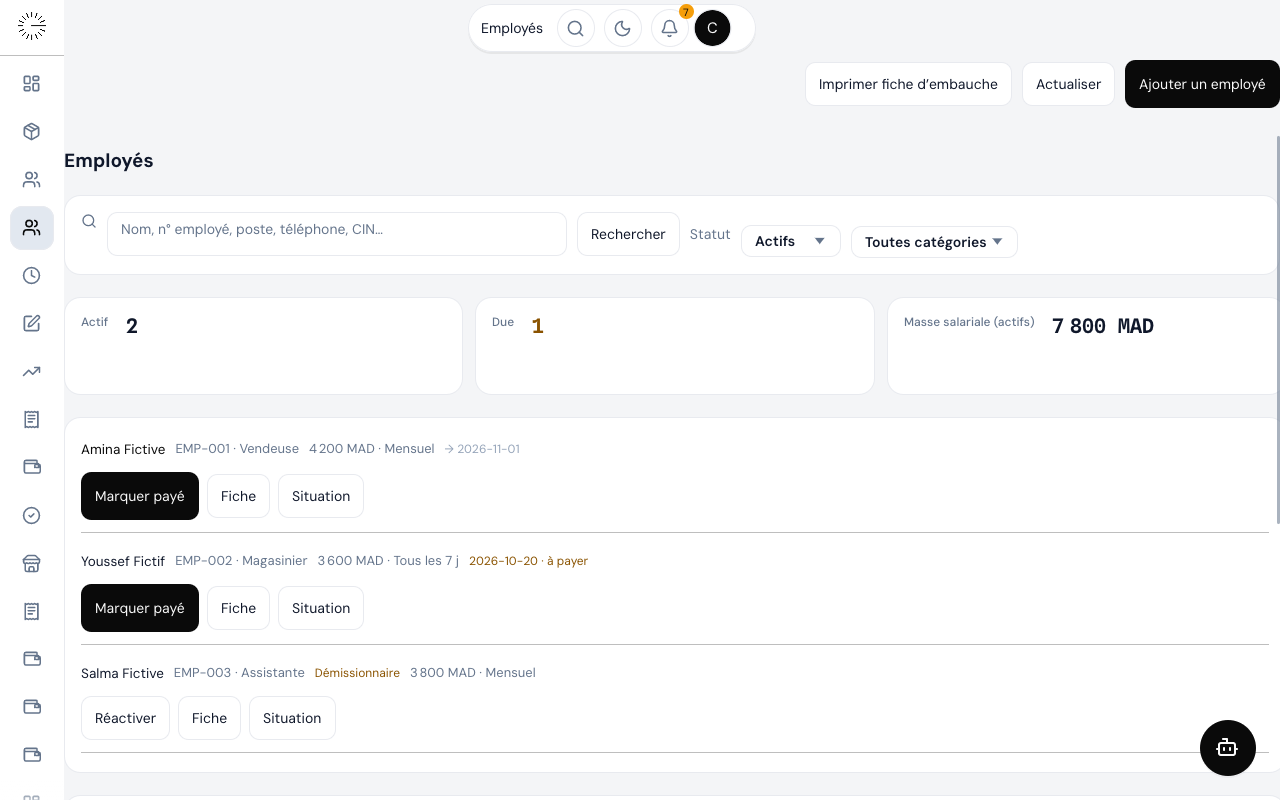 Employés
7
C
Imprimer fiche d’embauche
Actualiser
Ajouter un employé
Employés
Nom, n° employé, poste, téléphone, CIN…
Rechercher
Statut
Actifs
Toutes catégories
Actif 2
Due 1
Masse salariale (actifs) 7 800 MAD
Amina Fictive EMP-001 · Vendeuse 4 200 MAD · Mensuel → 2026-11-01
Marquer payé
Fiche
Situation
Youssef Fictif EMP-002 · Magasinier 3 600 MAD · Tous les 7 j 2026-10-20 · à payer
Marquer payé
Fiche
Situation
Salma Fictive EMP-003 · Assistante Démissionnaire 3 800 MAD · Mensuel
Réactiver
Fiche
Situation